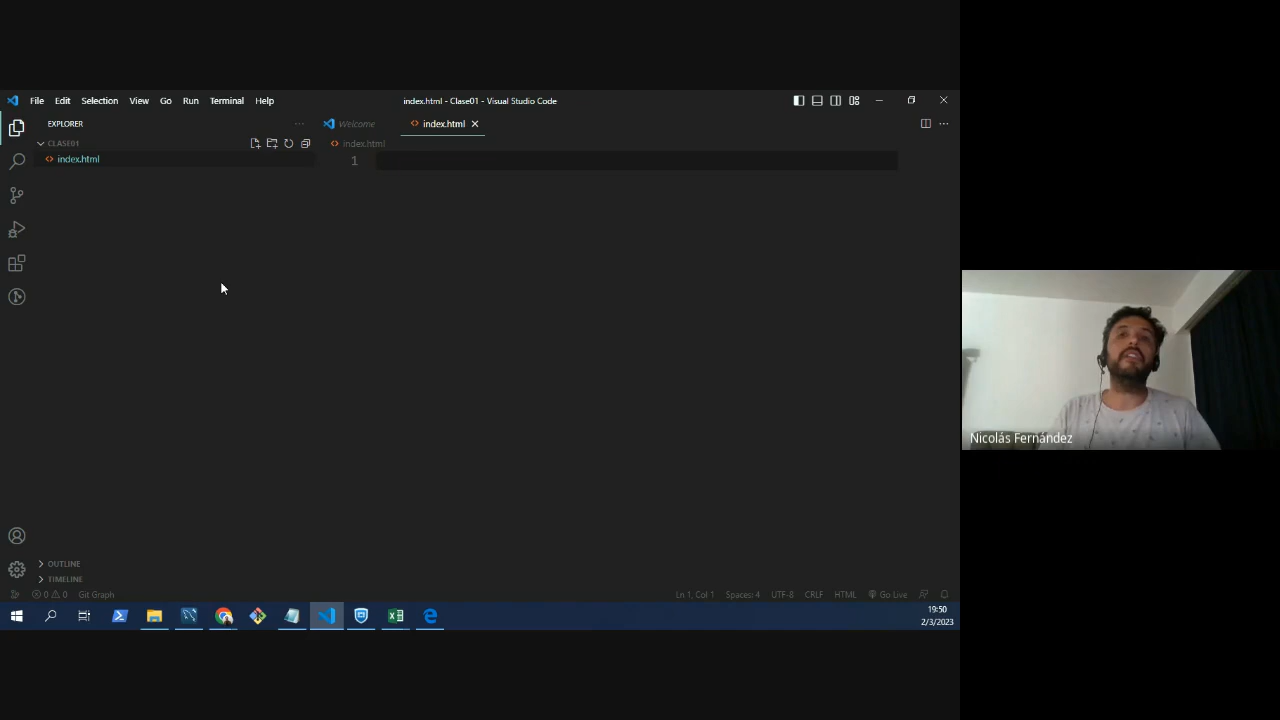 File Edit Selection View Go Run Terminal Help
index.html - Clase01 - Visual Studio Code
EXPLORER
CLASE01
index.html
OUTLINE
TIMELINE
Welcome
index.html
index.html
1
Git Graph
0 0
Ln 1, Col 1
Spaces: 4
UTF-8
CRLF
HTML
Go Live
19:50
2/3/2023
Nicolás Fernández